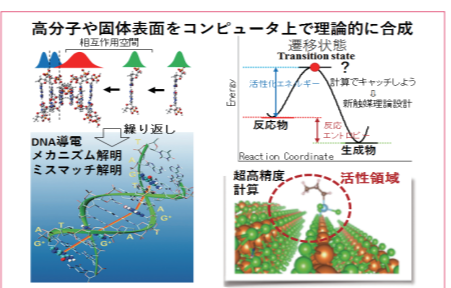 高分子や固体表面をコンピュータ上で理論的に合成
相互作用空間
繰り返し
DNA導電
メカニズム解明
ミスマッチ解明
A
T
G*
A
T
G*
A
G*
遷移状態
Transition state
?
活性化エネルギー
計算でキャッチしよう
⇩
新触媒理論設計
Energy
反応物
反応
エントロピー
生成物
Reaction Coordinate
超高精度
計算
活性領域